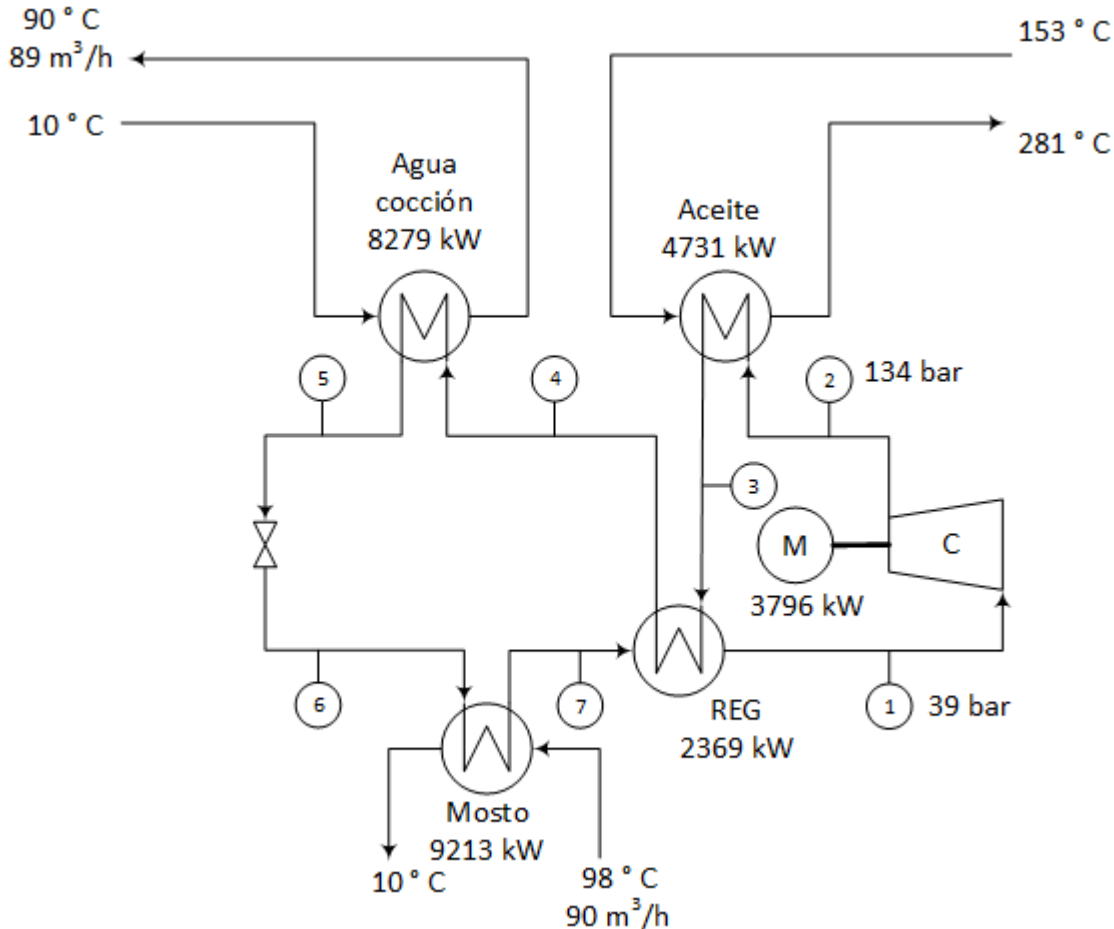 90 ° C
89 m³/h
10 ° C
153 ° C
281 ° C
Agua
cocción
8279 kW
Aceite
4731 kW
5
4
2
134 bar
3
M
C
3796 kW
6
7
REG
2369 kW
1
39 bar
Mosto
9213 kW
10 ° C
98 ° C
90 m³/h